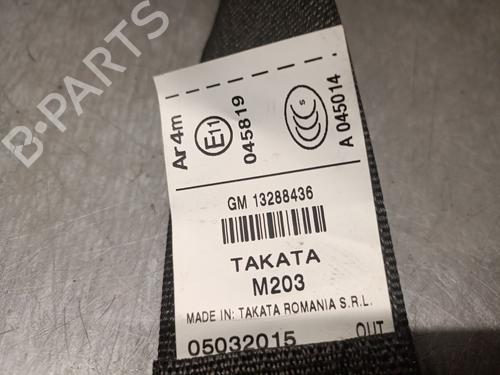 Ar4m
E11
045819
S
A 045014
GM 13288436
TAKATA
M203
MADE IN: TAKATA ROMANIA S.R.L.
05032015 OUT
B-PARTS